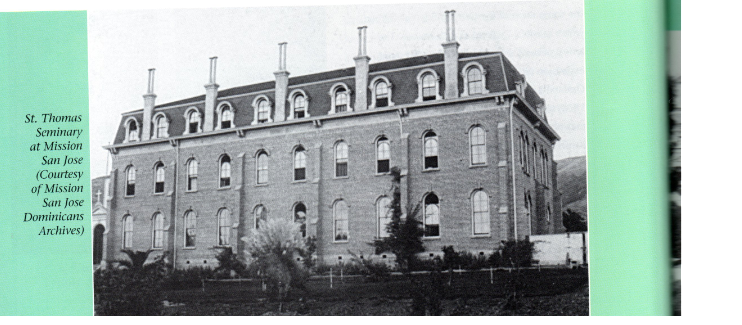 St. Thomas
Seminary
at Mission
San Jose
(Courtesy
of Mission
San Jose
Dominicans
Archives)